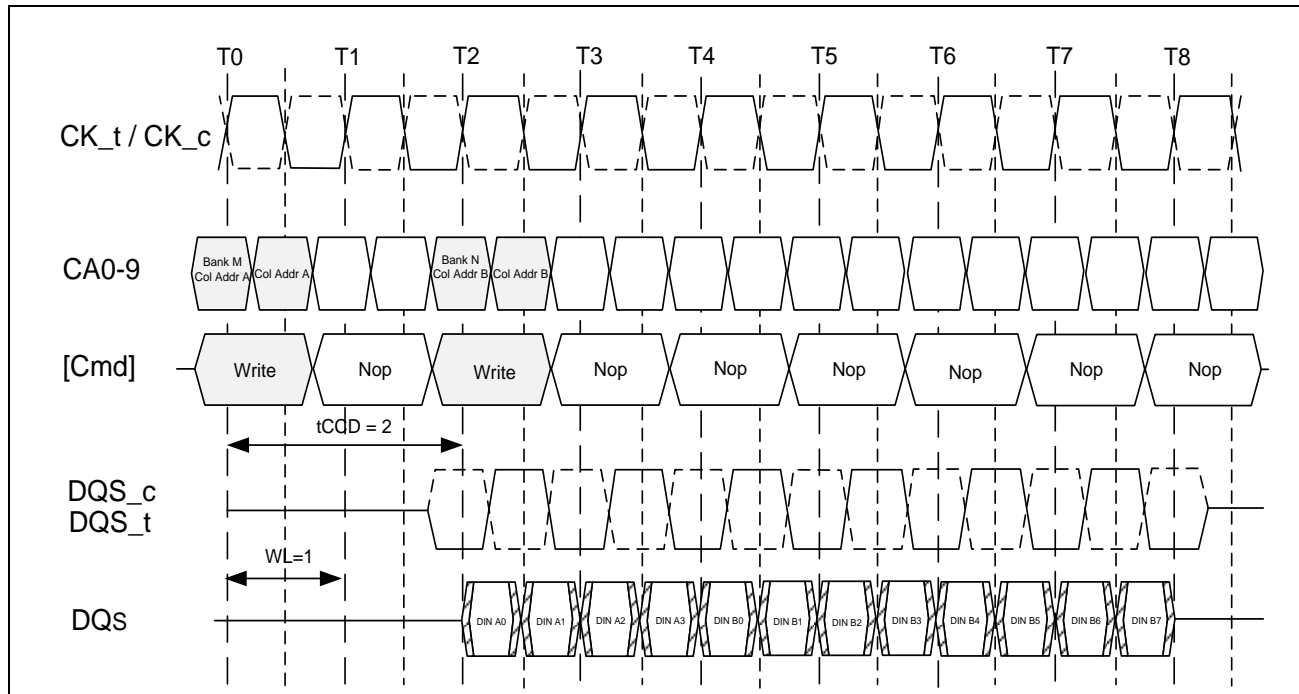 T0 T1 T2 T3 T4 T5 T6 T7 T8
CK_t / CK_c
CA0-9
Bank M
Col Addr A
Col Addr A
Bank N
Col Addr B
Col Addr B
[Cmd]
Write Nop Write Nop Nop Nop Nop Nop Nop
tCCD = 2
DQS_c
DQS_t
WL=1
DQs
DIN A0 DIN A1 DIN A2 DIN A3 DIN B0 DIN B1 DIN B2 DIN B3 DIN B4 DIN B5 DIN B6 DIN B7